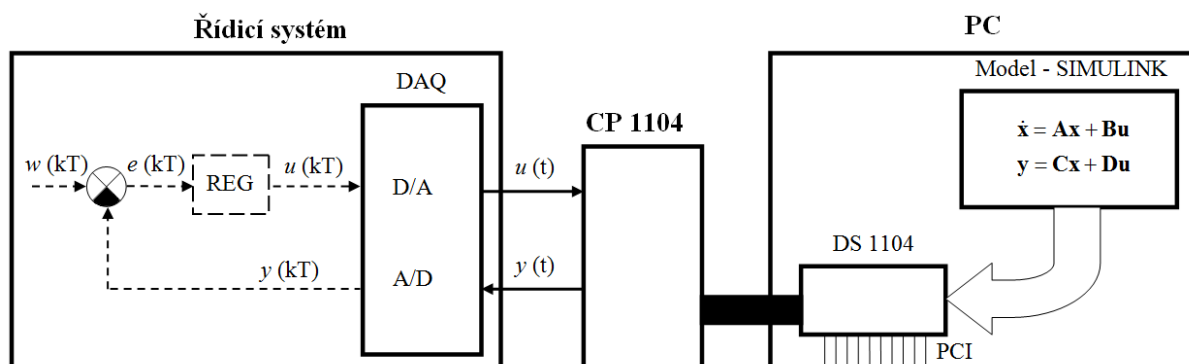 Řídicí systém
PC
DAQ
Model - SIMULINK
ẋ = Ax + Bu
y = Cx + Du
CP 1104
w (kT)
e (kT)
REG
u (kT)
D/A
u (t)
DS 1104
y (kT)
A/D
y (t)
PCI